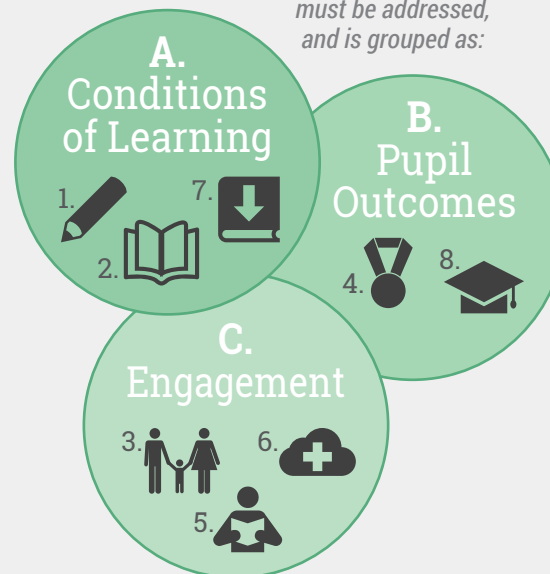 must be addressed,
and is grouped as:
A.
Conditions
of Learning
1.
7.
2.
B.
Pupil
Outcomes
4.
8.
C.
Engagement
3.
6.
5.